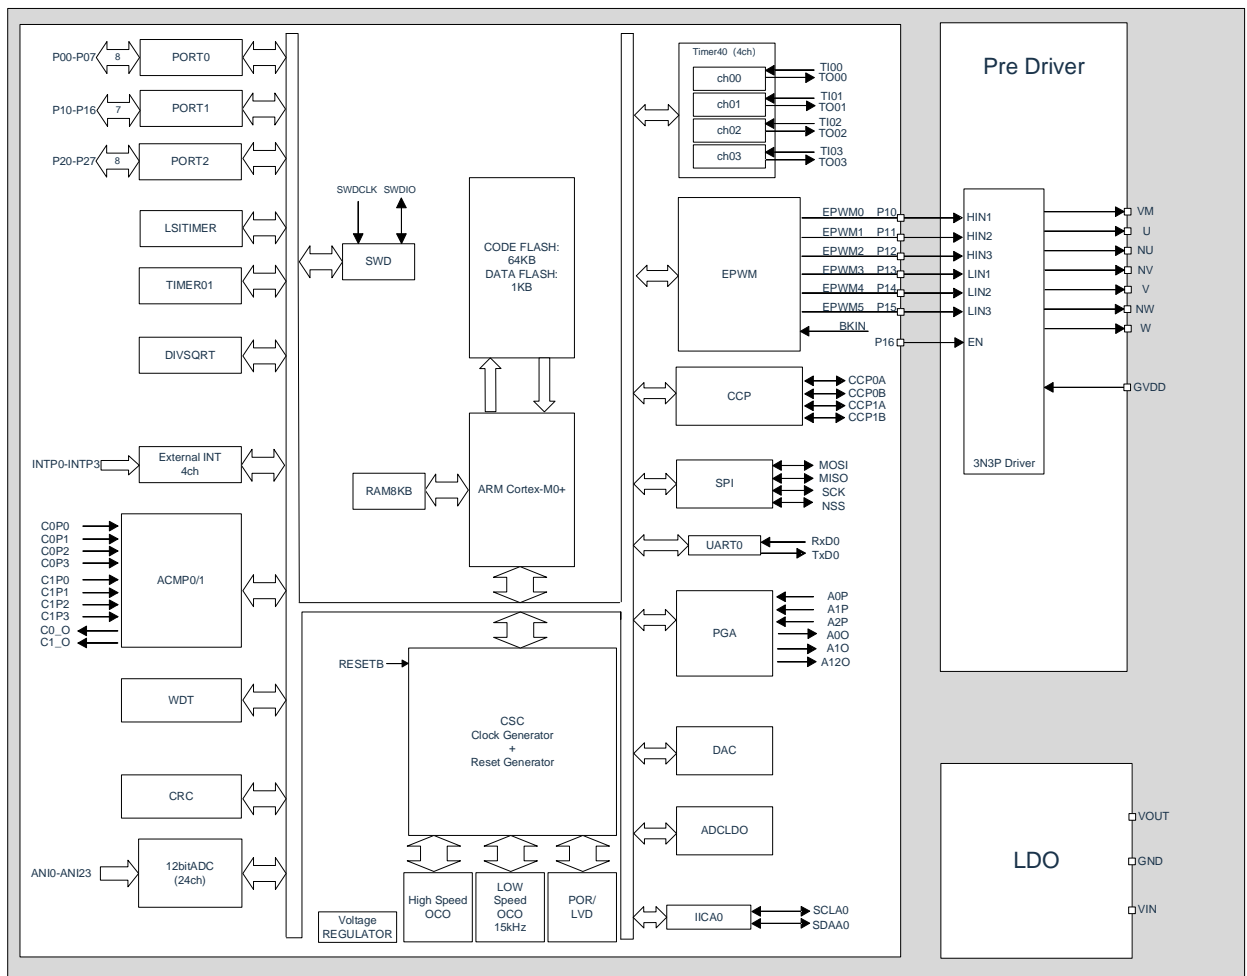 P00-P07
8
PORT0
P10-P16
7
PORT1
P20-P27
8
PORT2
LSITIMER
TIMER01
DIVSQRT
INTP0-INTP3
External INT
4ch
C0P0
C0P1
C0P2
C0P3
C1P0
C1P1
C1P2
C1P3
C0_O
C1_O
ACMP0/1
WDT
CRC
ANI0-ANI23
12bitADC
(24ch)
SWDCLK
SWDIO
SWD
CODE FLASH:
64KB
DATA FLASH:
1KB
RAM8KB
ARM Cortex-M0+
RESETB
CSC
Clock Generator
+
Reset Generator
Voltage
REGULATOR
High Speed
OCO
LOW
Speed
OCO
15kHz
POR/
LVD
Timer40 (4ch)
ch00
TI00
TO00
ch01
TI01
TO01
ch02
TI02
TO02
ch03
TI03
TO03
EPWM
EPWM0 P10
EPWM1 P11
EPWM2 P12
EPWM3 P13
EPWM4 P14
EPWM5 P15
BKIN
P16
CCP
CCP0A
CCP0B
CCP1A
CCP1B
SPI
MOSI
MISO
SCK
NSS
UART0
RxD0
TxD0
PGA
A0P
A1P
A2P
A0O
A1O
A12O
DAC
ADCLDO
IICA0
SCLA0
SDAA0
Pre Driver
HIN1
HIN2
HIN3
LIN1
LIN2
LIN3
EN
3N3P Driver
VM
U
NU
NV
V
NW
W
GVDD
LDO
VOUT
GND
VIN